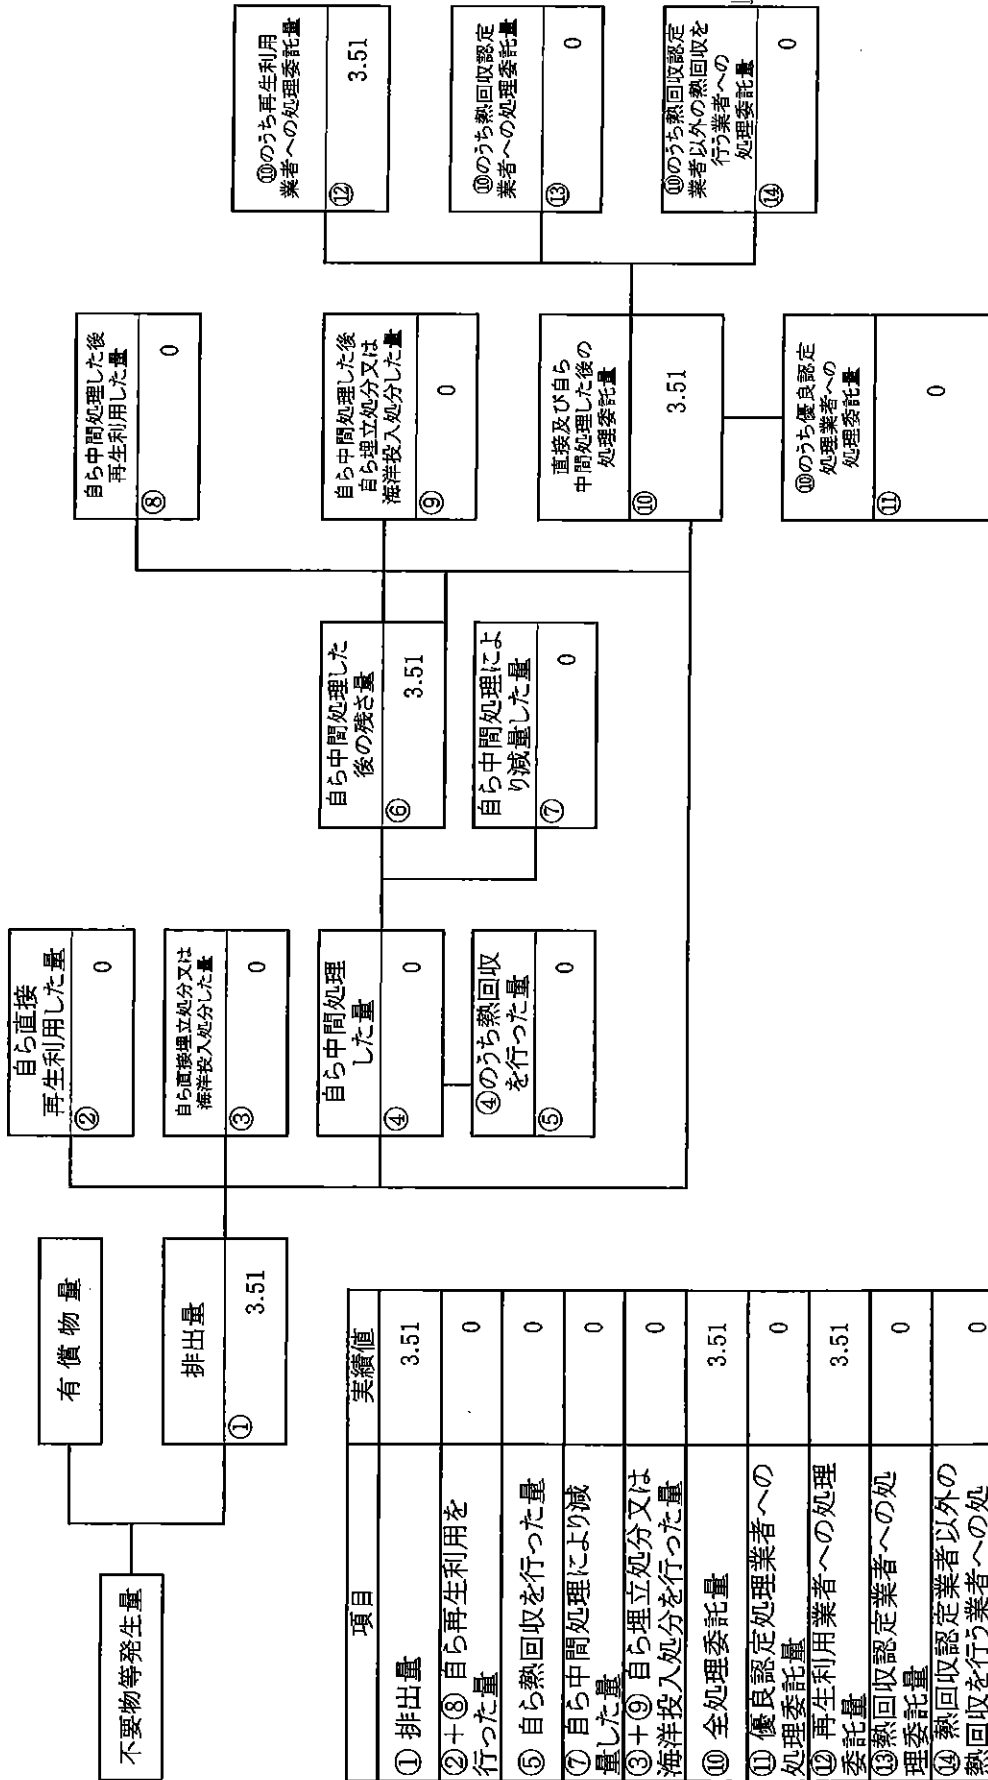 不要物等発生量
有償物量
排出量
① 3.51
自ら直接
再生利用した量
② 0
自ら直接埋立処分又は
海洋投入処分した量
③ 0
自ら中間処理
した量
④ 0
④のうち熱回収
を行った量
⑤ 0
自ら中間処理した
後の残さ量
⑥ 3.51
自ら中間処理によ
り減量した量
⑦ 0
自ら中間処理した後
再生利用した量
⑧ 0
自ら中間処理した後
自ら埋立処分又は
海洋投入処分した量
⑨ 0
直接及び自ら
中間処理した後の
処理委託量
⑩ 3.51
⑩のうち優良認定
処理業者への
処理委託量
⑪ 0
⑩のうち再生利用
業者への処理委託量
⑫ 3.51
⑩のうち熱回収認定
業者への処理委託量
⑬ 0
⑩のうち熱回収認定
業者以外の熱回収を
行う業者への
処理委託量
⑭ 0
項目 実績値
① 排出量 3.51
②+⑧ 自ら再生利用を
行った量 0
⑤ 自ら熱回収を行った量 0
⑦ 自ら中間処理により減
量した量 0
③+⑨ 自ら埋立処分又は
海洋投入処分を行った量 0
⑩ 全処理委託量 3.51
⑪ 優良認定処理業者への
処理委託量 0
⑫ 再生利用業者への処理
委託量 3.51
⑬熱回収認定業者への処
理委託量 0
⑭ 熱回収認定業者以外の
熱回収を行う業者への処 0